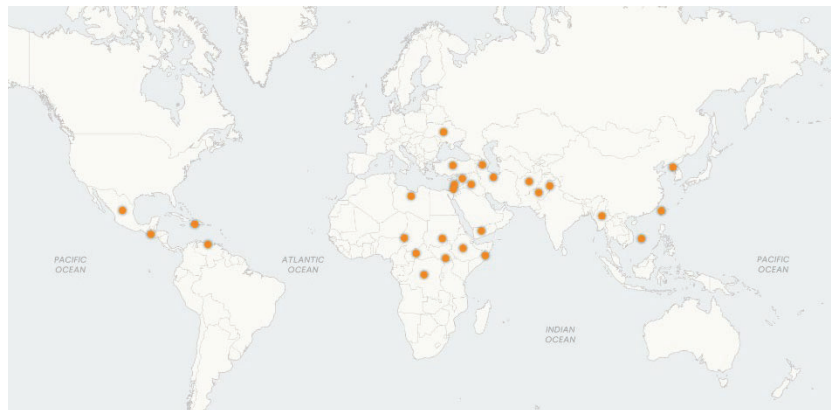 PACIFIC
OCEAN
ATLANTIC
OCEAN
PACIFIC
OCEAN
INDIAN
OCEAN